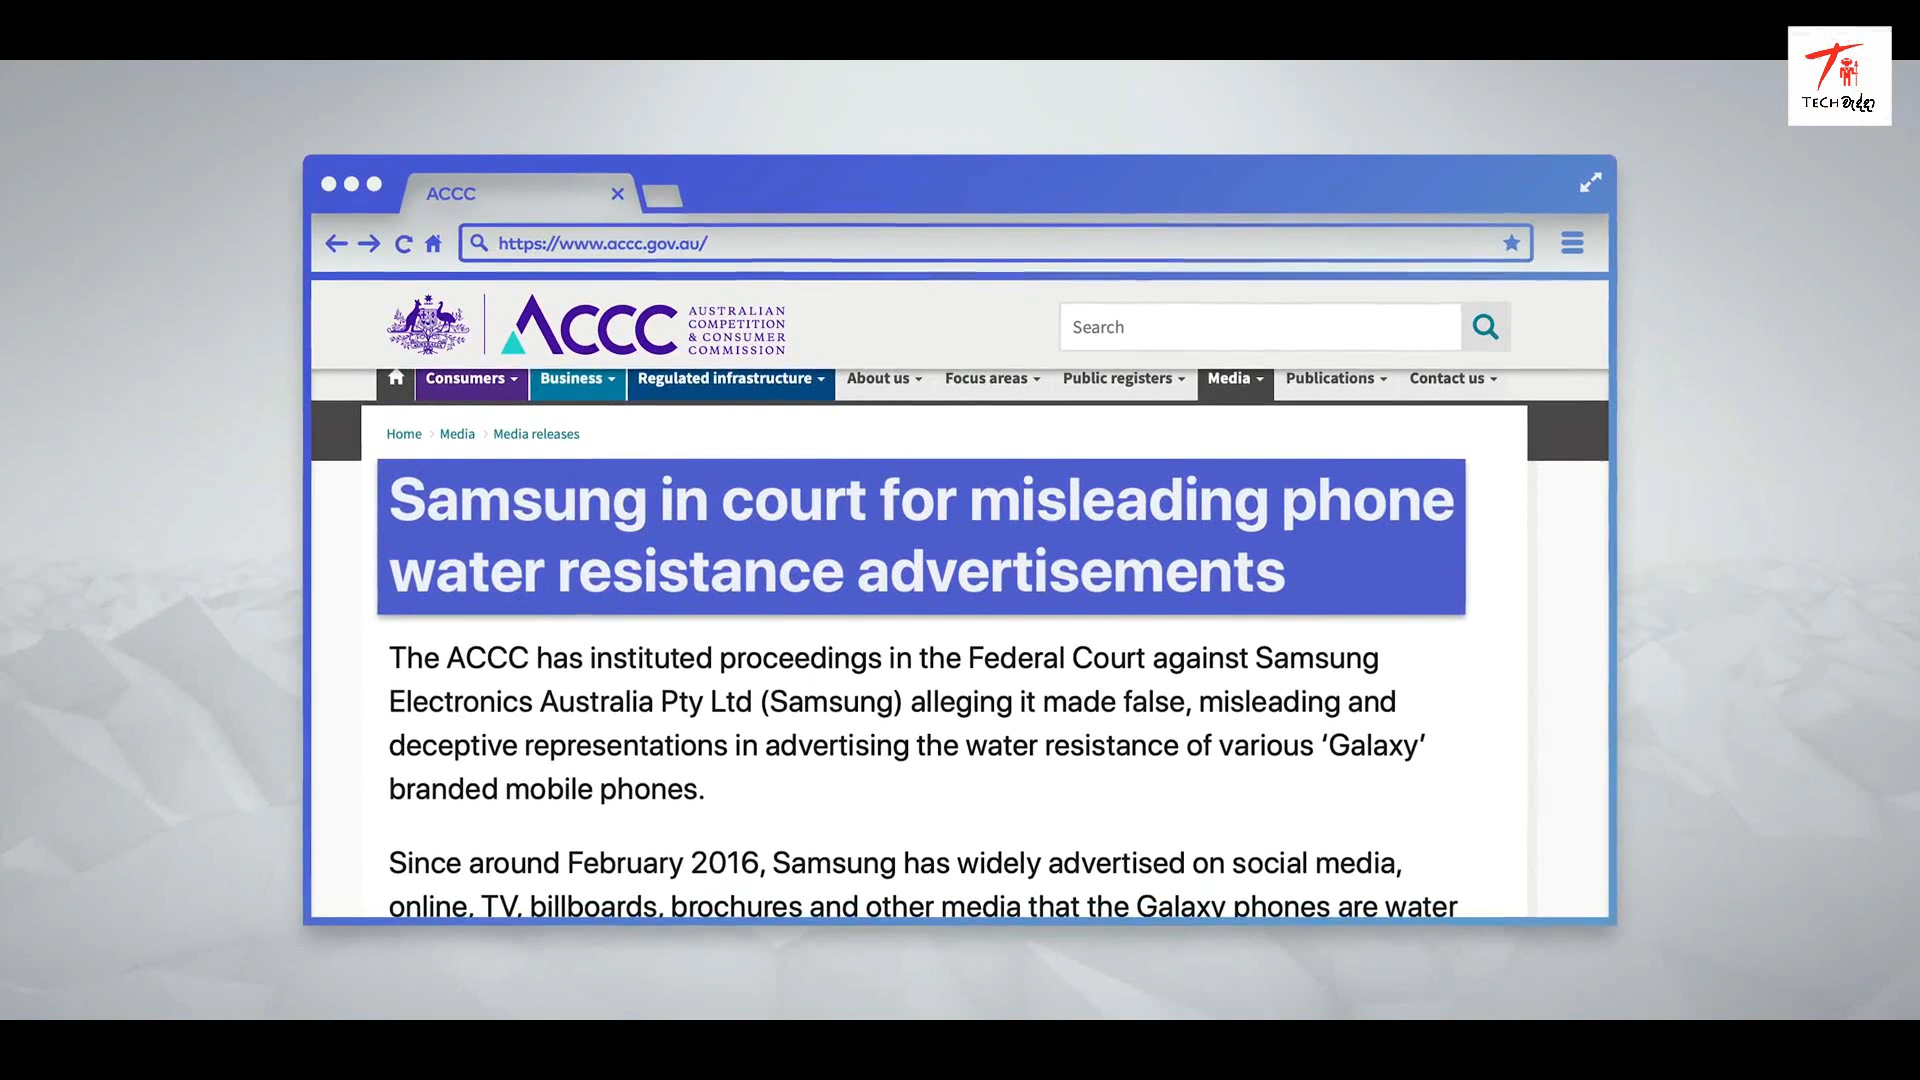 TECH
ACCC
https://www.accc.gov.au/
ACCC
AUSTRALIAN
COMPETITION
& CONSUMER
COMMISSION
Search
Consumers Business Regulated infrastructure About us Focus areas Public registers Media Publications Contact us
Home Media Media releases
Samsung in court for misleading phone
water resistance advertisements
The ACCC has instituted proceedings in the Federal Court against Samsung
Electronics Australia Pty Ltd (Samsung) alleging it made false, misleading and
deceptive representations in advertising the water resistance of various ‘Galaxy’
branded mobile phones.
Since around February 2016, Samsung has widely advertised on social media,
online, TV, billboards, brochures and other media that the Galaxy phones are water